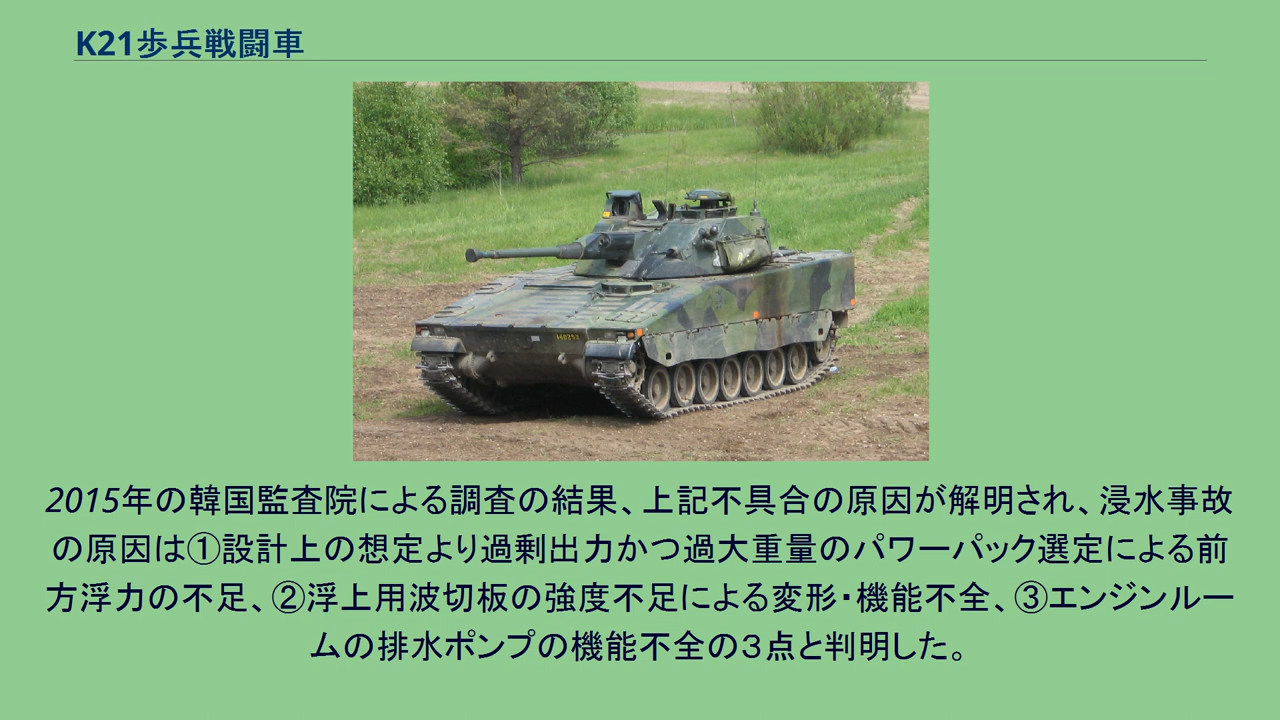 K21歩兵戦闘車
2015年の韓国監査院による調査の結果、上記不具合の原因が解明され、浸水事故
の原因は①設計上の想定より過剰出力かつ過大重量のパワーパック選定による前
方浮力の不足、②浮上用波切板の強度不足による変形・機能不全、③エンジンルー
ムの排水ポンプの機能不全の３点と判明した。